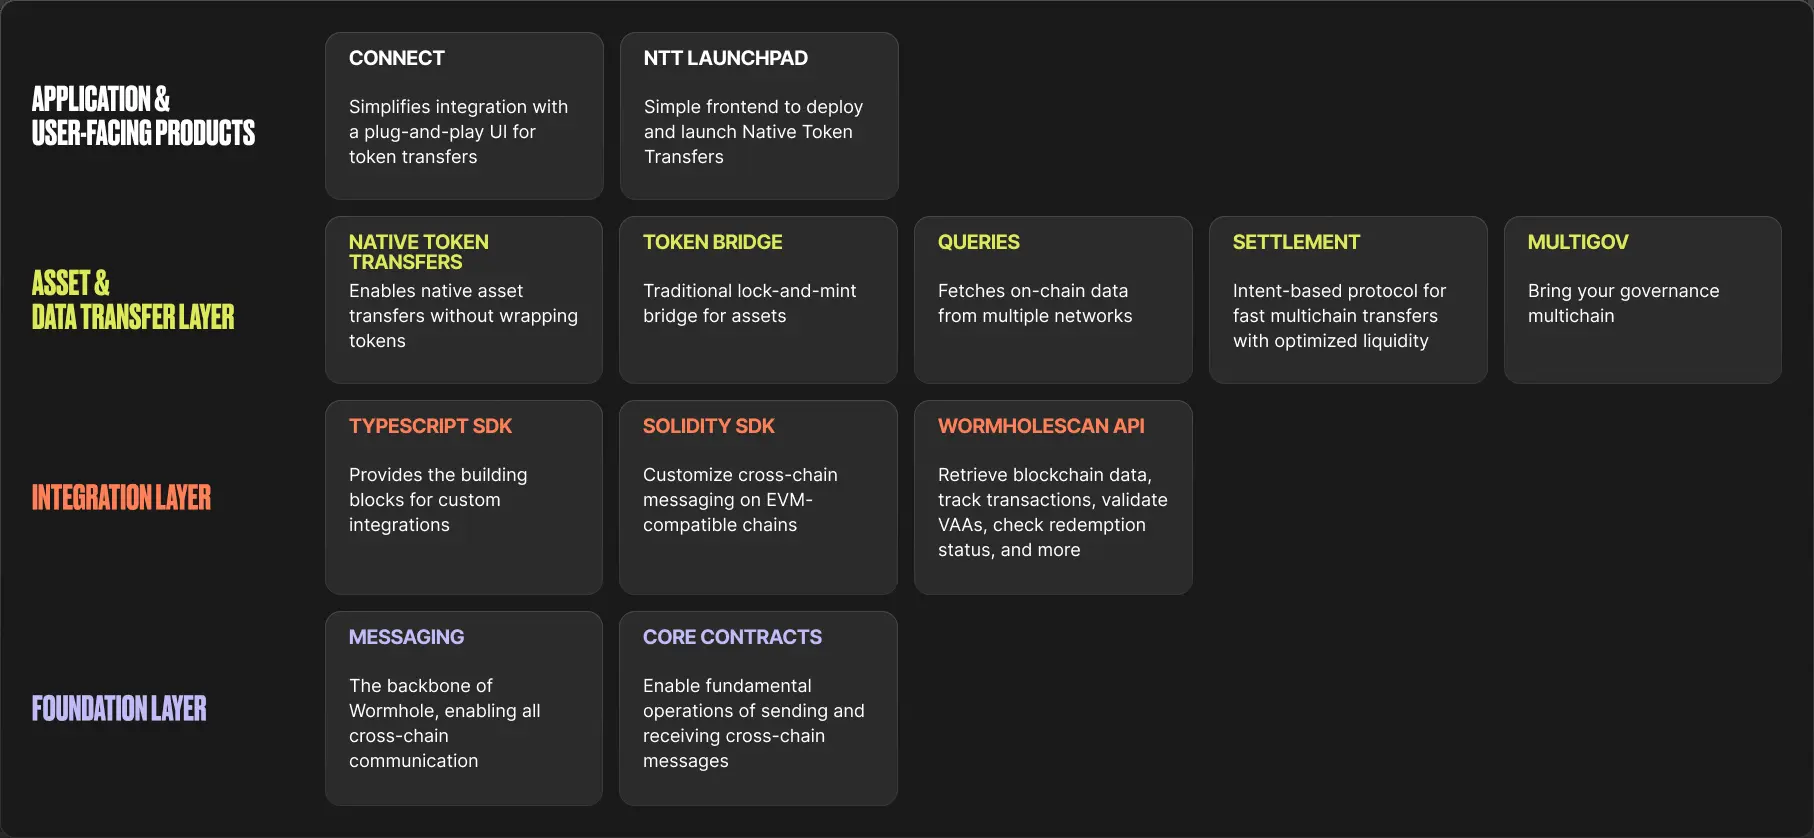 APPLICATION &
USER-FACING PRODUCTS
CONNECT
Simplifies integration with
a plug-and-play UI for
token transfers
NTT LAUNCHPAD
Simple frontend to deploy
and launch Native Token
Transfers
ASSET &
DATA TRANSFER LAYER
NATIVE TOKEN
TRANSFERS
Enables native asset
transfers without wrapping
tokens
TOKEN BRIDGE
Traditional lock-and-mint
bridge for assets
QUERIES
Fetches on-chain data
from multiple networks
SETTLEMENT
Intent-based protocol for
fast multichain transfers
with optimized liquidity
MULTIGOV
Bring your governance
multichain
INTEGRATION LAYER
TYPESCRIPT SDK
Provides the building
blocks for custom
integrations
SOLIDITY SDK
Customize cross-chain
messaging on EVM-
compatible chains
WORMHOLESCAN API
Retrieve blockchain data,
track transactions, validate
VAAs, check redemption
status, and more
FOUNDATION LAYER
MESSAGING
The backbone of
Wormhole, enabling all
cross-chain
communication
CORE CONTRACTS
Enable fundamental
operations of sending and
receiving cross-chain
messages